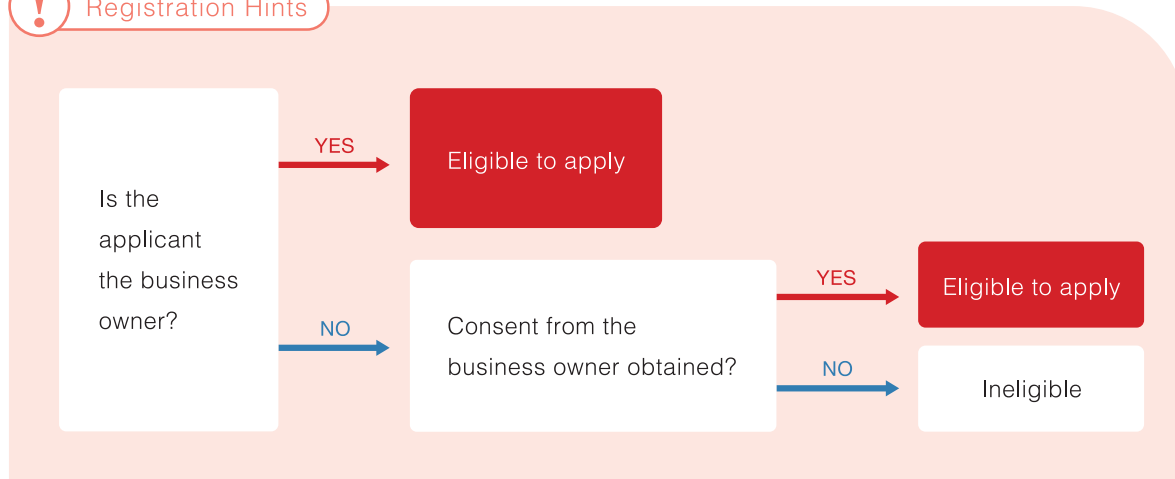 !
Registration Hints
Is the
applicant
the business
owner?
YES
Eligible to apply
NO
Consent from the
business owner obtained?
YES
Eligible to apply
NO
Ineligible